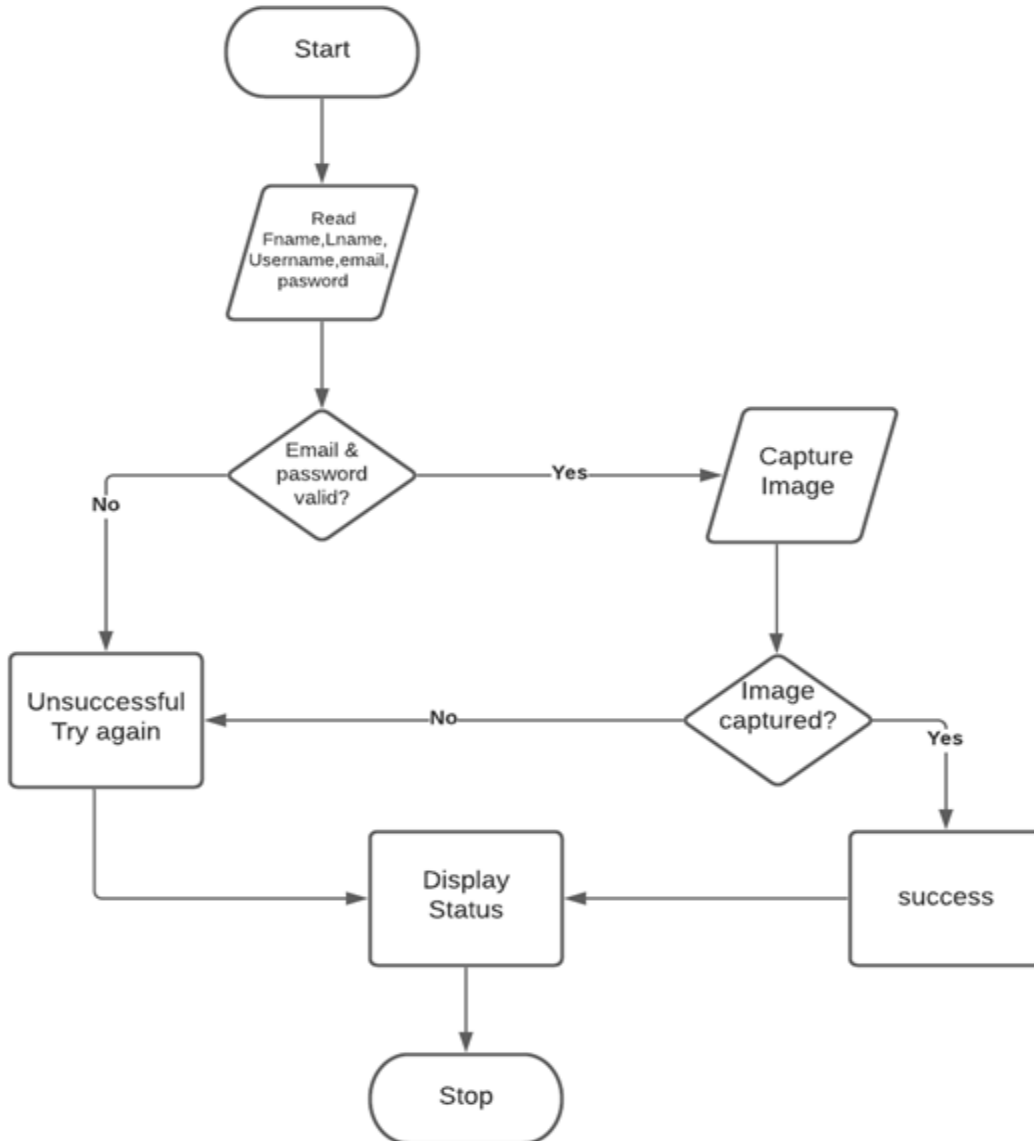 Start
Read
Fname,Lname,
Username,email,
pasword
Email &
password
valid?
Yes
Capture
Image
No
Unsuccessful
Try again
No
Image
captured?
Yes
Display
Status
success
Stop